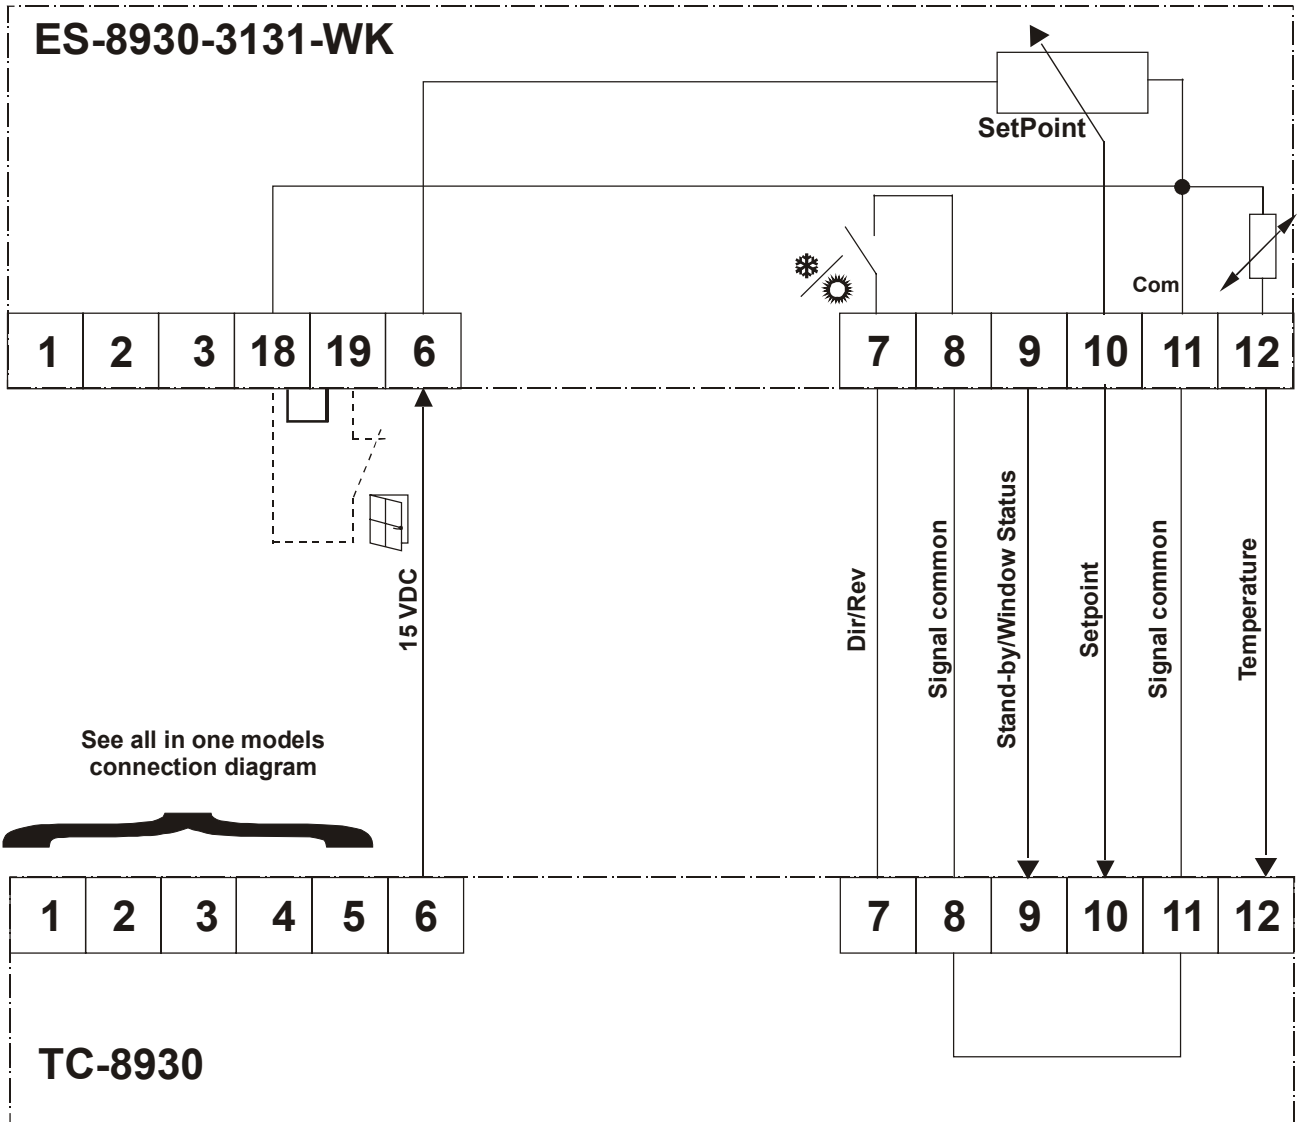 ES-8930-3131-WK
SetPoint
Com
1 2 3 18 19 6 7 8 9 10 11 12
15 VDC
Dir/Rev
Signal common
Stand-by/Window Status
Setpoint
Signal common
Temperature
See all in one models
connection diagram
1 2 3 4 5 6 7 8 9 10 11 12
TC-8930